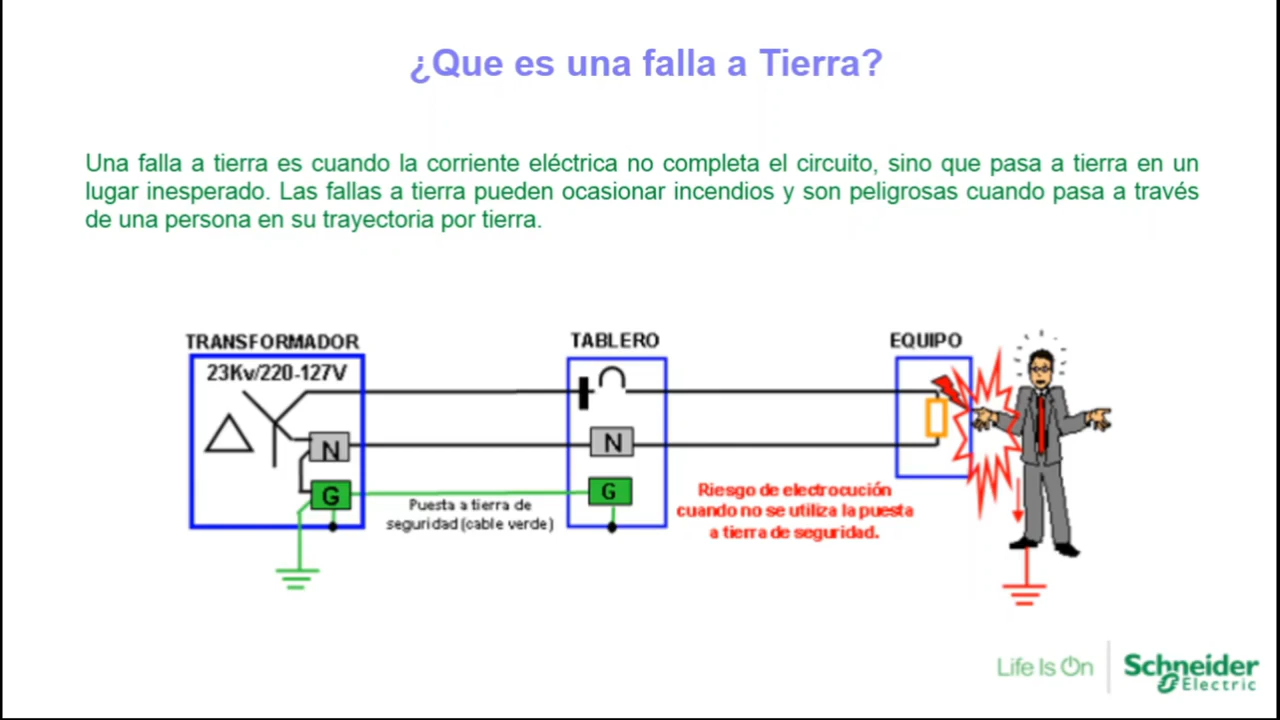 ¿Que es una falla a Tierra?
Una falla a tierra es cuando la corriente eléctrica no completa el circuito, sino que pasa a tierra en un
lugar inesperado. Las fallas a tierra pueden ocasionar incendios y son peligrosas cuando pasa a través
de una persona en su trayectoria por tierra.
TRANSFORMADOR
TABLERO
EQUIPO
23Kv/220-127V
N
N
G
G
Puesta a tierra de
seguridad (cable verde)
Riesgo de electrocución
cuando no se utiliza la puesta
a tierra de seguridad.
Life Is On
Schneider
Electric